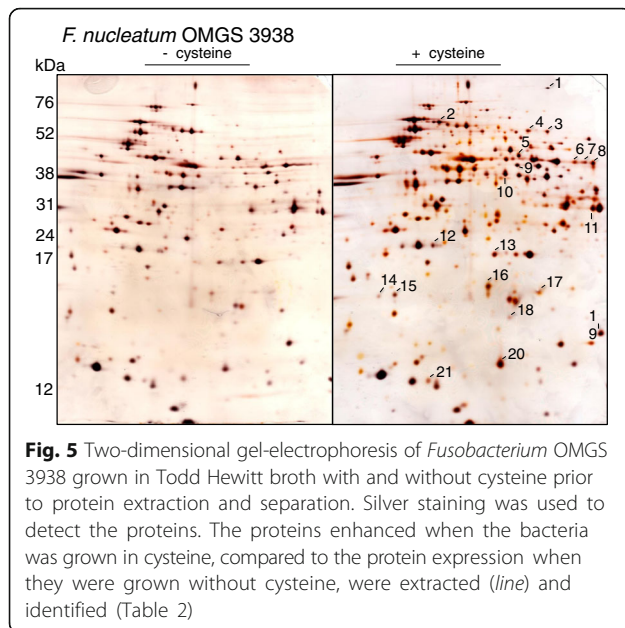 F. nucleatum OMGS 3938
- cysteine + cysteine
kDa
76
52
38
31
24
17
12
1
2
4 3
5
6 7 8
9
10
11
12
13
14 15
16
17
18
1
9
20
21
Fig. 5 Two-dimensional gel-electrophoresis of Fusobacterium OMGS
3938 grown in Todd Hewitt broth with and without cysteine prior
to protein extraction and separation. Silver staining was used to
detect the proteins. The proteins enhanced when the bacteria
was grown in cysteine, compared to the protein expression when
they were grown without cysteine, were extracted (line) and
identified (Table 2)